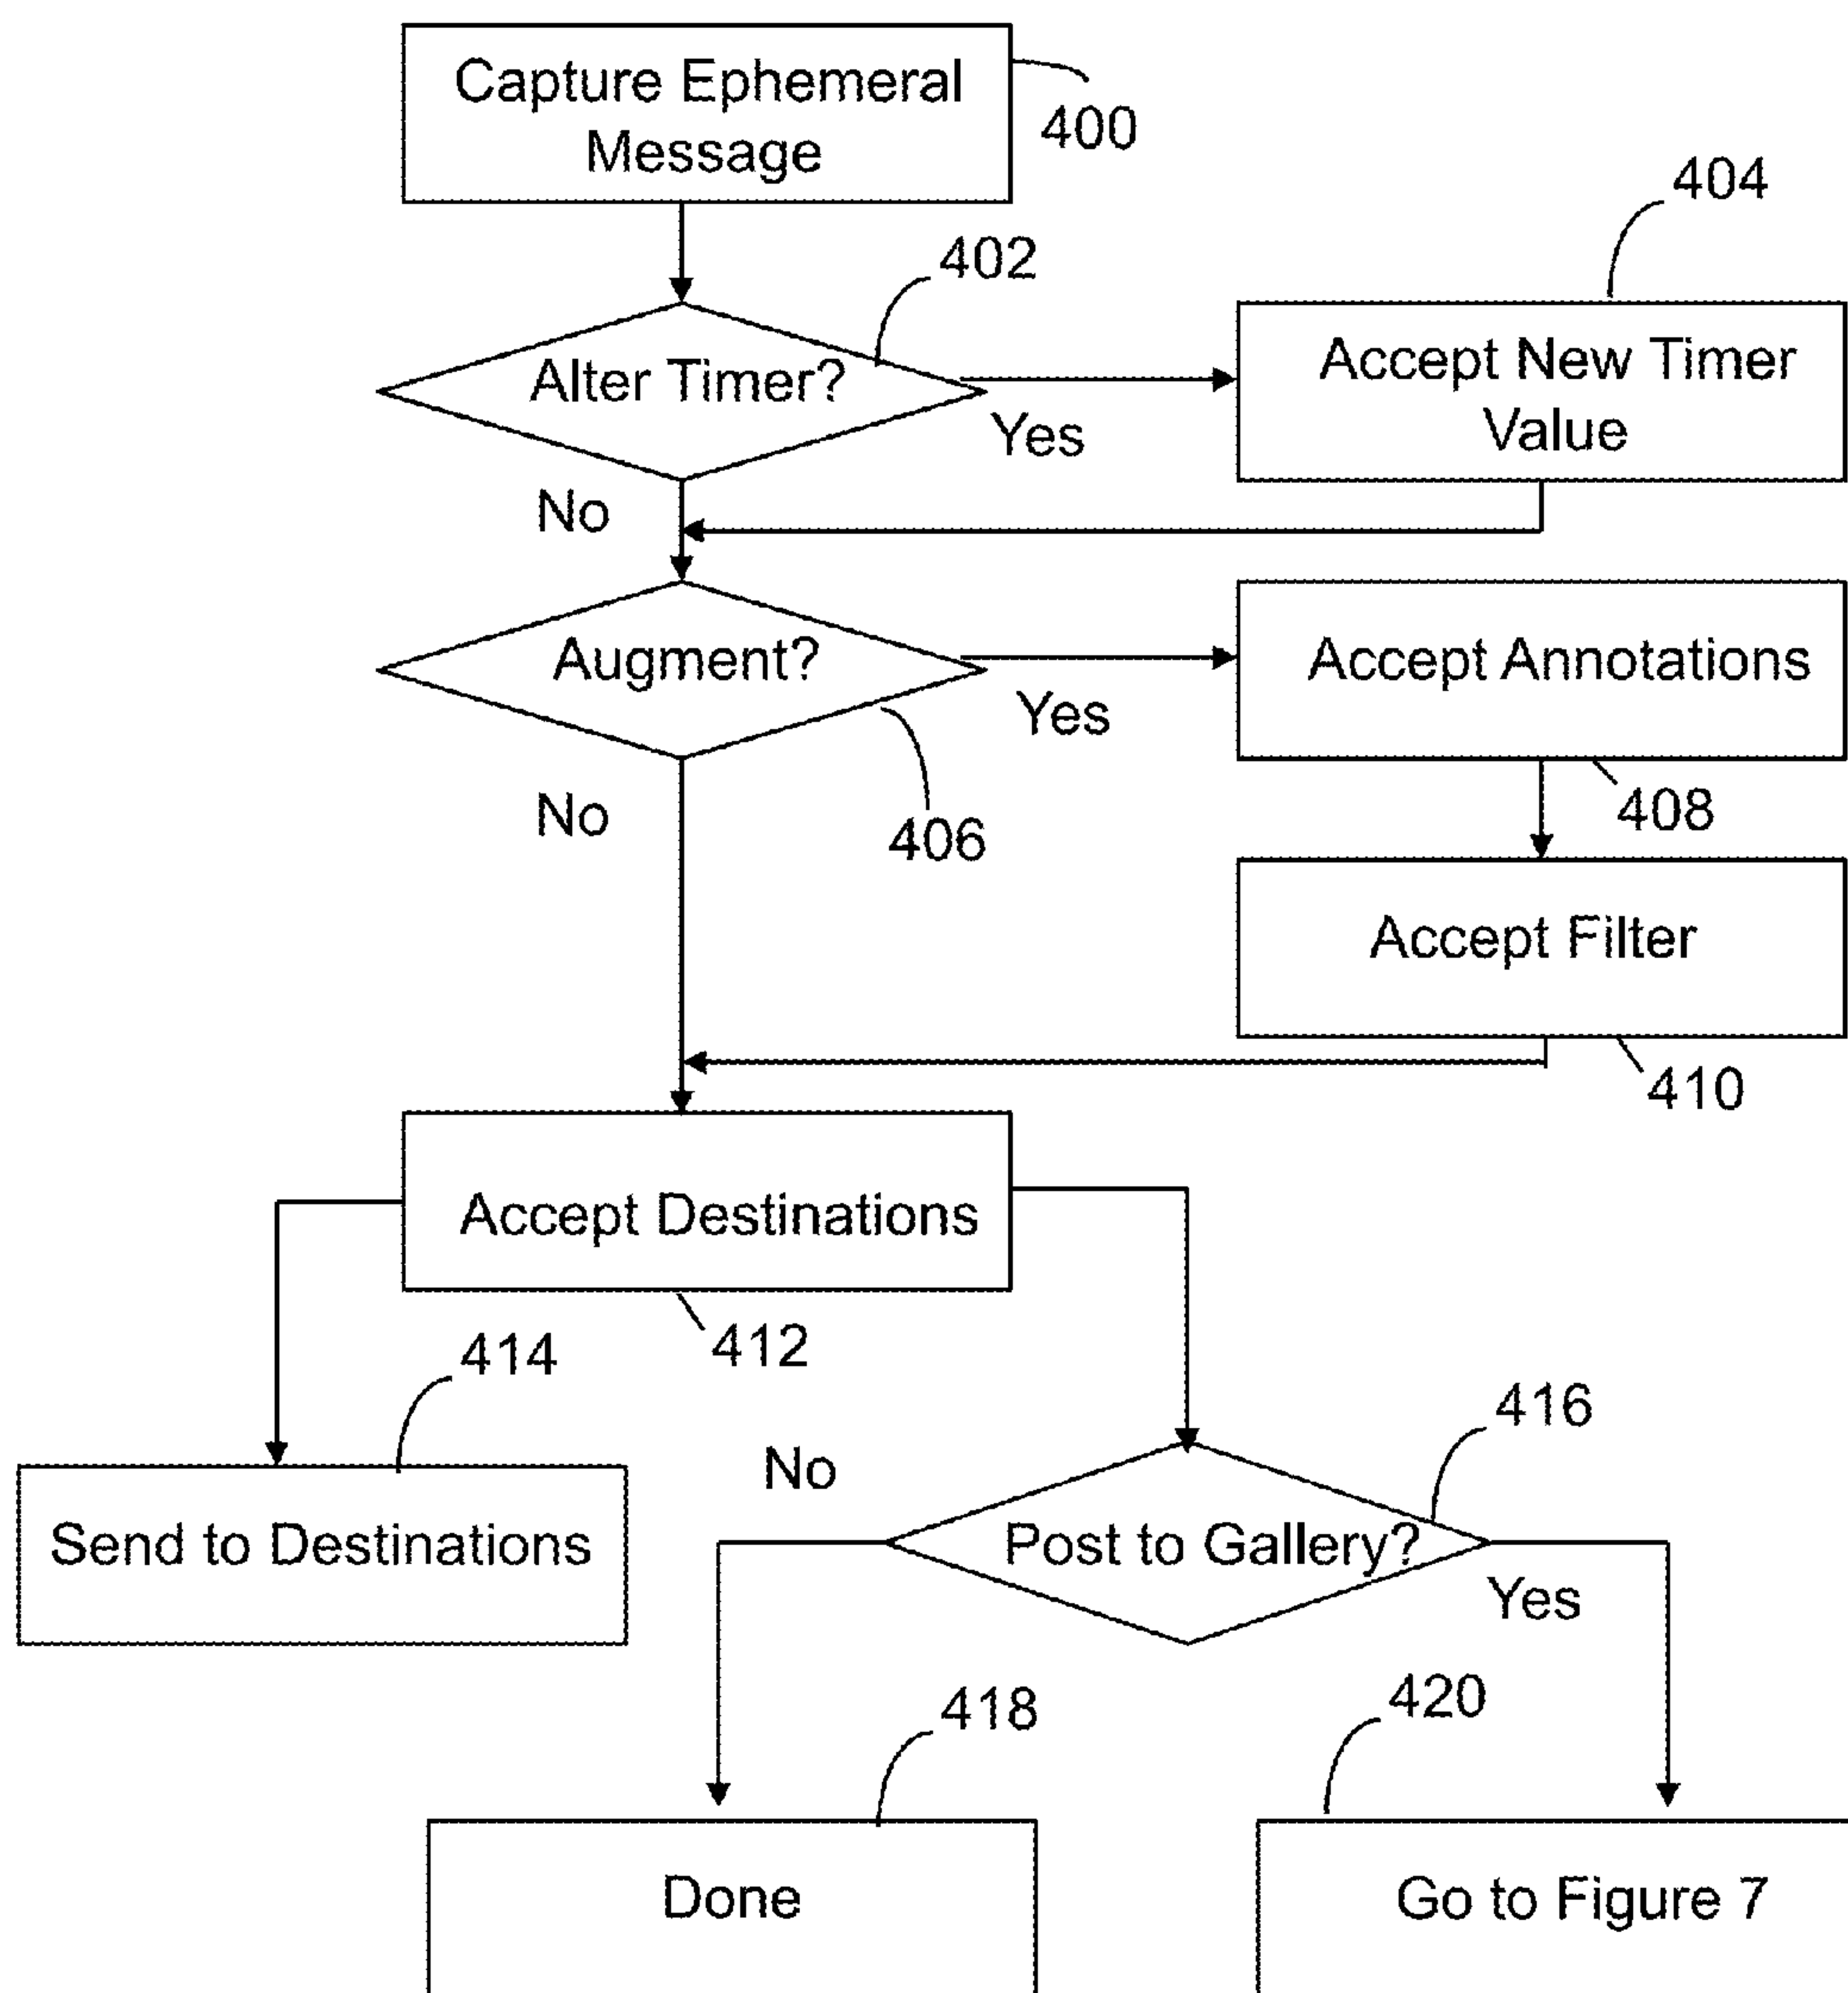 Capture Ephemeral
Message
400
402
404
Alter Timer?
Yes
Accept New Timer
Value
No
Augment?
Yes
Accept Annotations
406
408
No
Accept Filter
410
Accept Destinations
412
414
Send to Destinations
416
No
Post to Gallery?
Yes
418
420
Done
Go to Figure 7